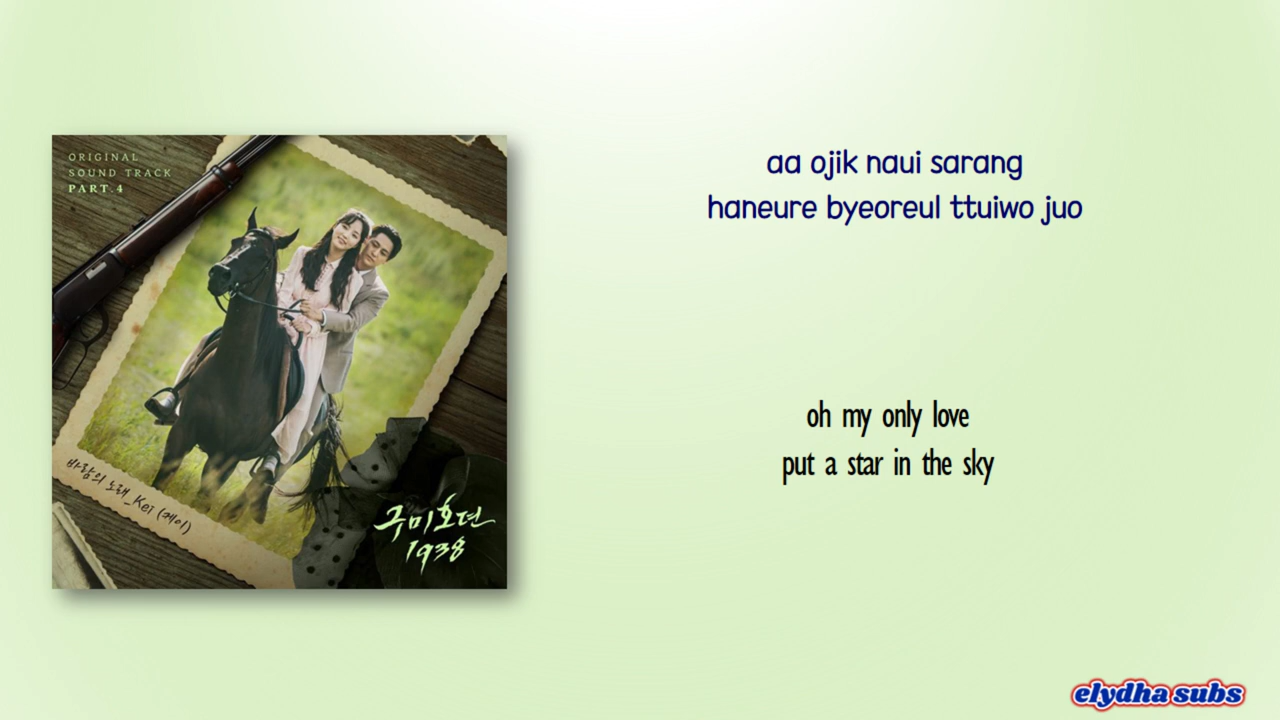 ORIGINAL
SOUND TRACK
PART.4
바람의 노래_Kei (케이)
구미호뎐
1938
aa ojik naui sarang
haneure byeoreul ttuiwo juo
oh my only love
put a star in the sky
elydha subs